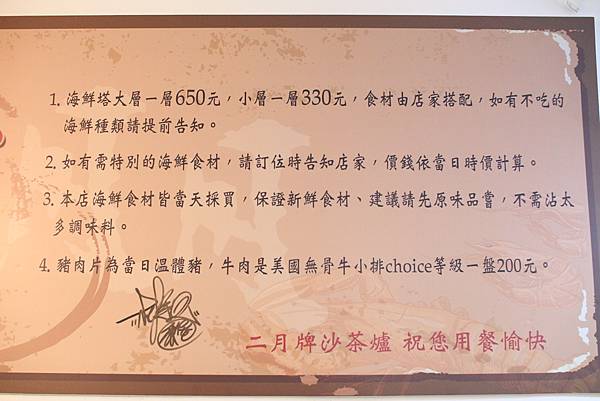 1. 海鮮塔大層一層650元，小層一層330元，食材由店家搭配，如有不吃的
海鮮種類請提前告知。
2. 如有需特別的海鮮食材，請訂位時告知店家，價錢依當日時價計算。
3. 本店海鮮食材皆當天採買，保證新鮮食材、建議請先原味品嘗，不需沾太
多調味料。
4. 豬肉片為當日溫體豬，牛肉是美國無骨牛小排choice等級一盤200元。
二月牌沙茶爐 祝您用餐愉快